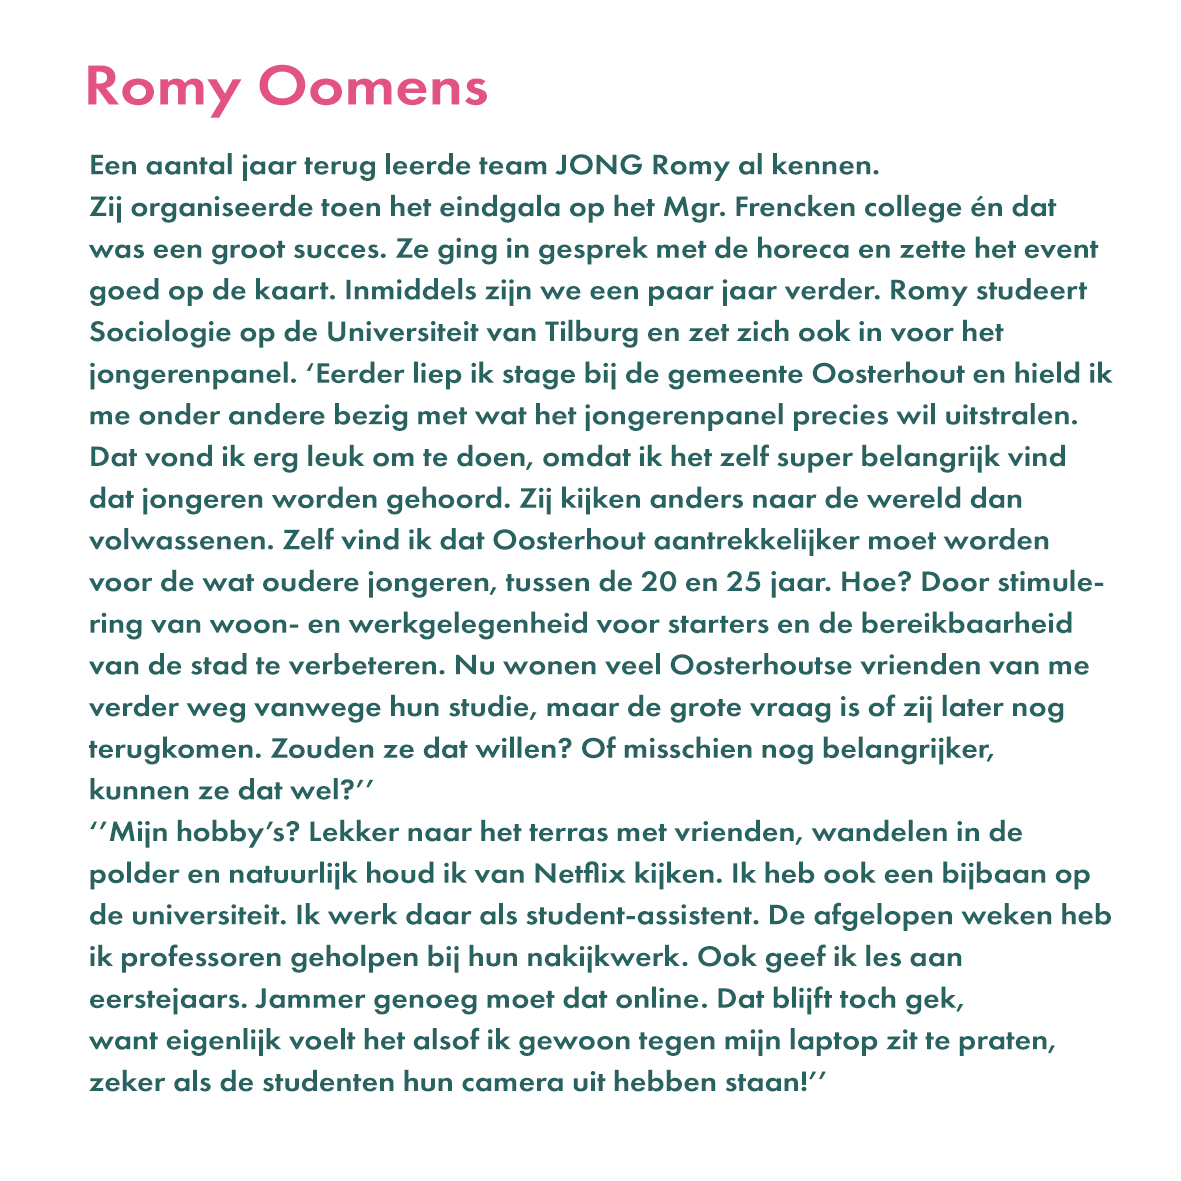 Romy Oomens
Een aantal jaar terug leerde team JONG Romy al kennen.
Zij organiseerde toen het eindgala op het Mgr. Frencken college én dat
was een groot succes. Ze ging in gesprek met de horeca en zette het event
goed op de kaart. Inmiddels zijn we een paar jaar verder. Romy studeert
Sociologie op de Universiteit van Tilburg en zet zich ook in voor het
jongerenpanel. ‘Eerder liep ik stage bij de gemeente Oosterhout en hield ik
me onder andere bezig met wat het jongerenpanel precies wil uitstralen.
Dat vond ik erg leuk om te doen, omdat ik het zelf super belangrijk vind
dat jongeren worden gehoord. Zij kijken anders naar de wereld dan
volwassenen. Zelf vind ik dat Oosterhout aantrekkelijker moet worden
voor de wat oudere jongeren, tussen de 20 en 25 jaar. Hoe? Door stimule-
ring van woon- en werkgelegenheid voor starters en de bereikbaarheid
van de stad te verbeteren. Nu wonen veel Oosterhoutse vrienden van me
verder weg vanwege hun studie, maar de grote vraag is of zij later nog
terugkomen. Zouden ze dat willen? Of misschien nog belangrijker,
kunnen ze dat wel?’’
‘’Mijn hobby’s? Lekker naar het terras met vrienden, wandelen in de
polder en natuurlijk houd ik van Netflix kijken. Ik heb ook een bijbaan op
de universiteit. Ik werk daar als student-assistent. De afgelopen weken heb
ik professoren geholpen bij hun nakijkwerk. Ook geef ik les aan
eerstejaars. Jammer genoeg moet dat online. Dat blijft toch gek,
want eigenlijk voelt het alsof ik gewoon tegen mijn laptop zit te praten,
zeker als de studenten hun camera uit hebben staan!’’